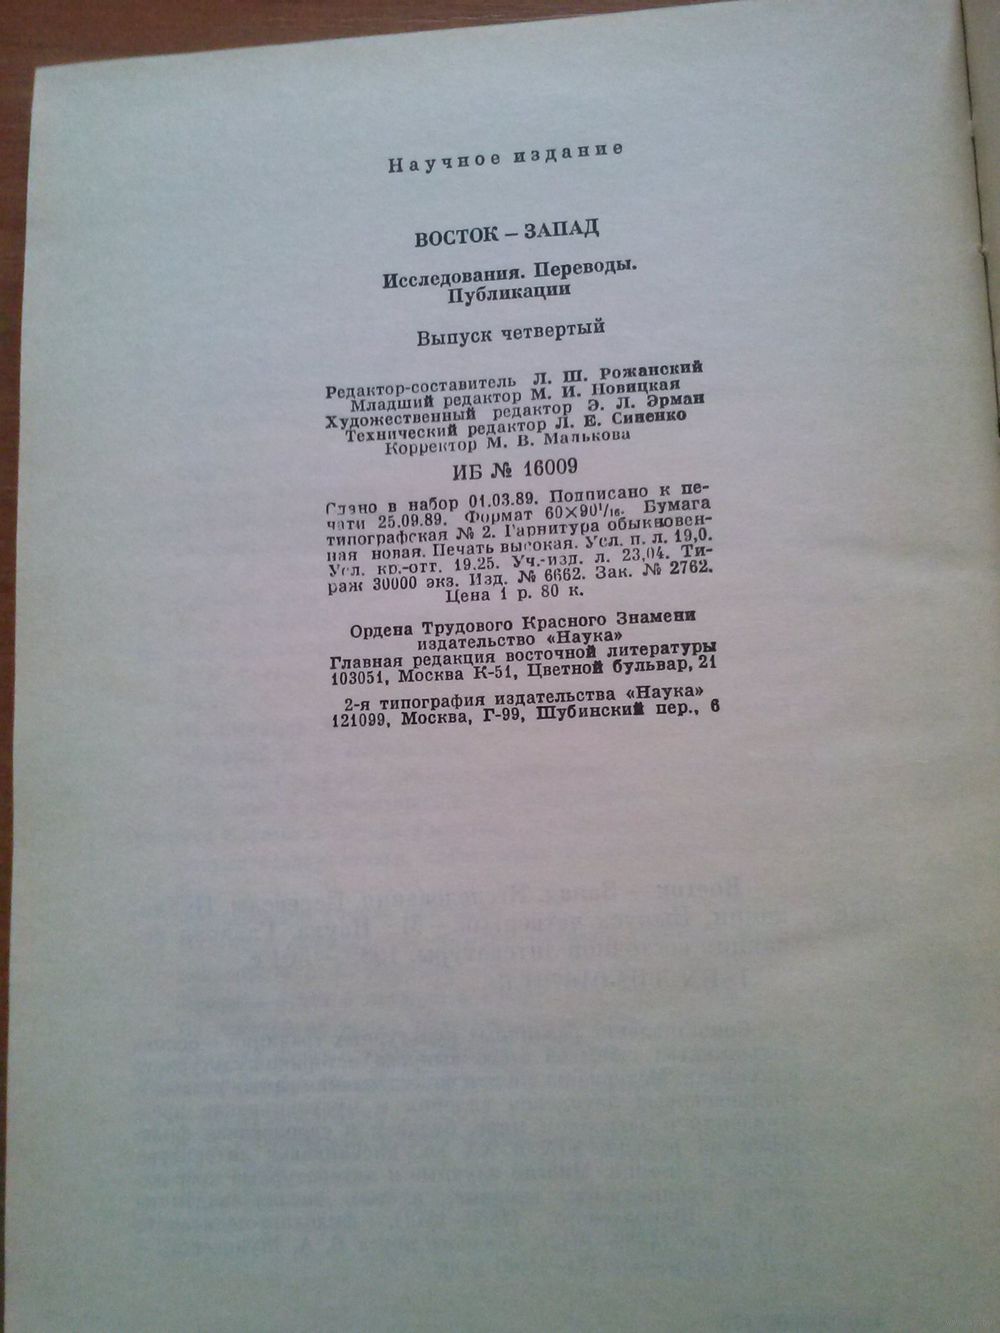 Научное издание
ВОСТОК – ЗАПАД
Исследования. Переводы.
Публикации
Выпуск четвертый
Редактор-составитель Л. Ш. Рожанский
Младший редактор М. И. Новицкая
Художественный редактор Э. Л. Эрман
Технический редактор Л. Е. Синенко
Корректор М. В. Малькова
ИБ № 16009
Сдано в набор 01.03.89. Подписано к пе-
чати 25.09.89. Формат 60×90¹/₁₆. Бумага
типографская № 2. Гарнитура обыкновен-
ная новая. Печать высокая. Усл. п. л. 19,0.
Усл. кр.-отт. 19.25. Уч.-изд. л. 23,04. Ти-
раж 30000 экз. Изд. № 6662. Зак. № 2762.
Цена 1 р. 80 к.
Ордена Трудового Красного Знамени
издательство «Наука»
Главная редакция восточной литературы
103051, Москва К-51, Цветной бульвар, 21
2-я типография издательства «Наука»
121099, Москва, Г-99, Шубинский пер., 6